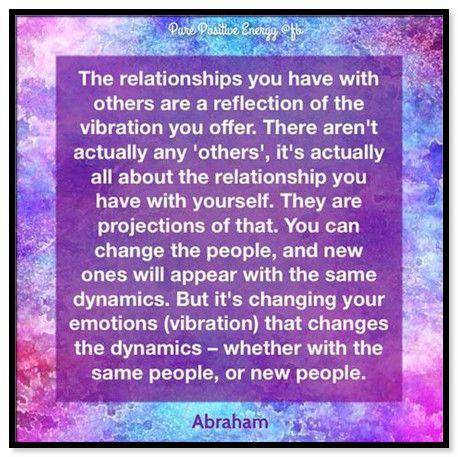 Pure Positive Energy @fb
The relationships you have with
others are a reflection of the
vibration you offer. There aren't
actually any 'others', it's actually
all about the relationship you
have with yourself. They are
projections of that. You can
change the people, and new
ones will appear with the same
dynamics. But it's changing your
emotions (vibration) that changes
the dynamics – whether with the
same people, or new people.
Abraham